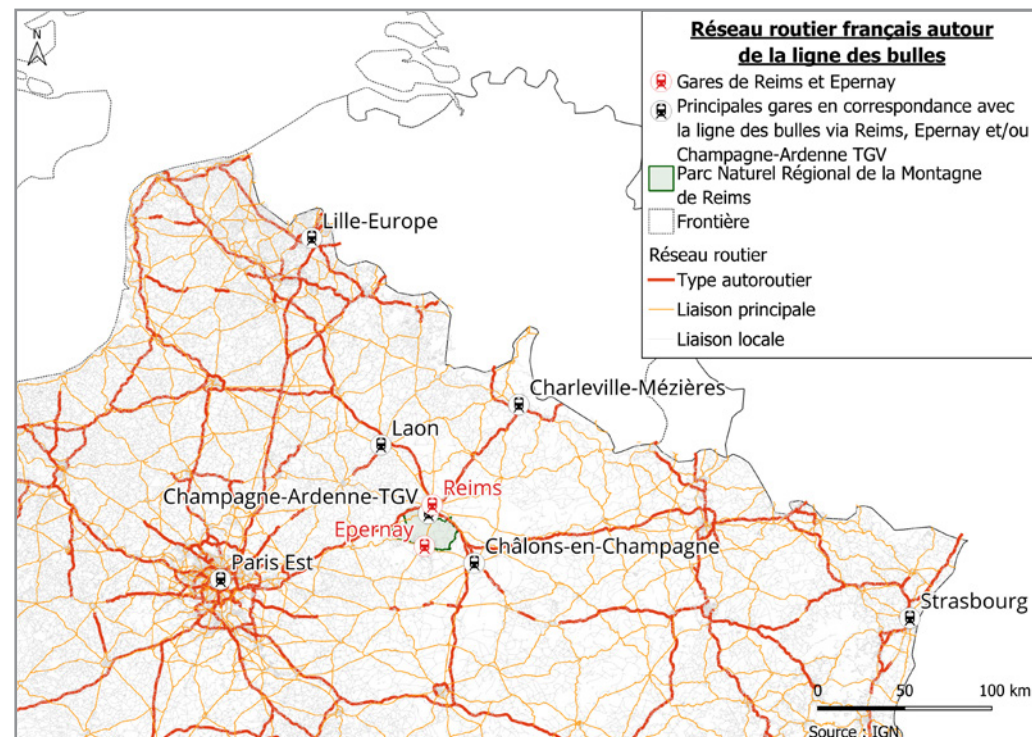 N
Réseau routier français autour
de la ligne des bulles
Gares de Reims et Epernay
Principales gares en correspondance avec
la ligne des bulles via Reims, Epernay et/ou
Champagne-Ardenne TGV
Parc Naturel Régional de la Montagne
de Reims
Frontière
Réseau routier
Type autoroutier
Liaison principale
Liaison locale
Lille-Europe
Charleville-Mézières
Laon
Reims
Champagne-Ardenne-TGV
Epernay
Châlons-en-Champagne
Paris Est
Strasbourg
0 50 100 km
Source : IGN